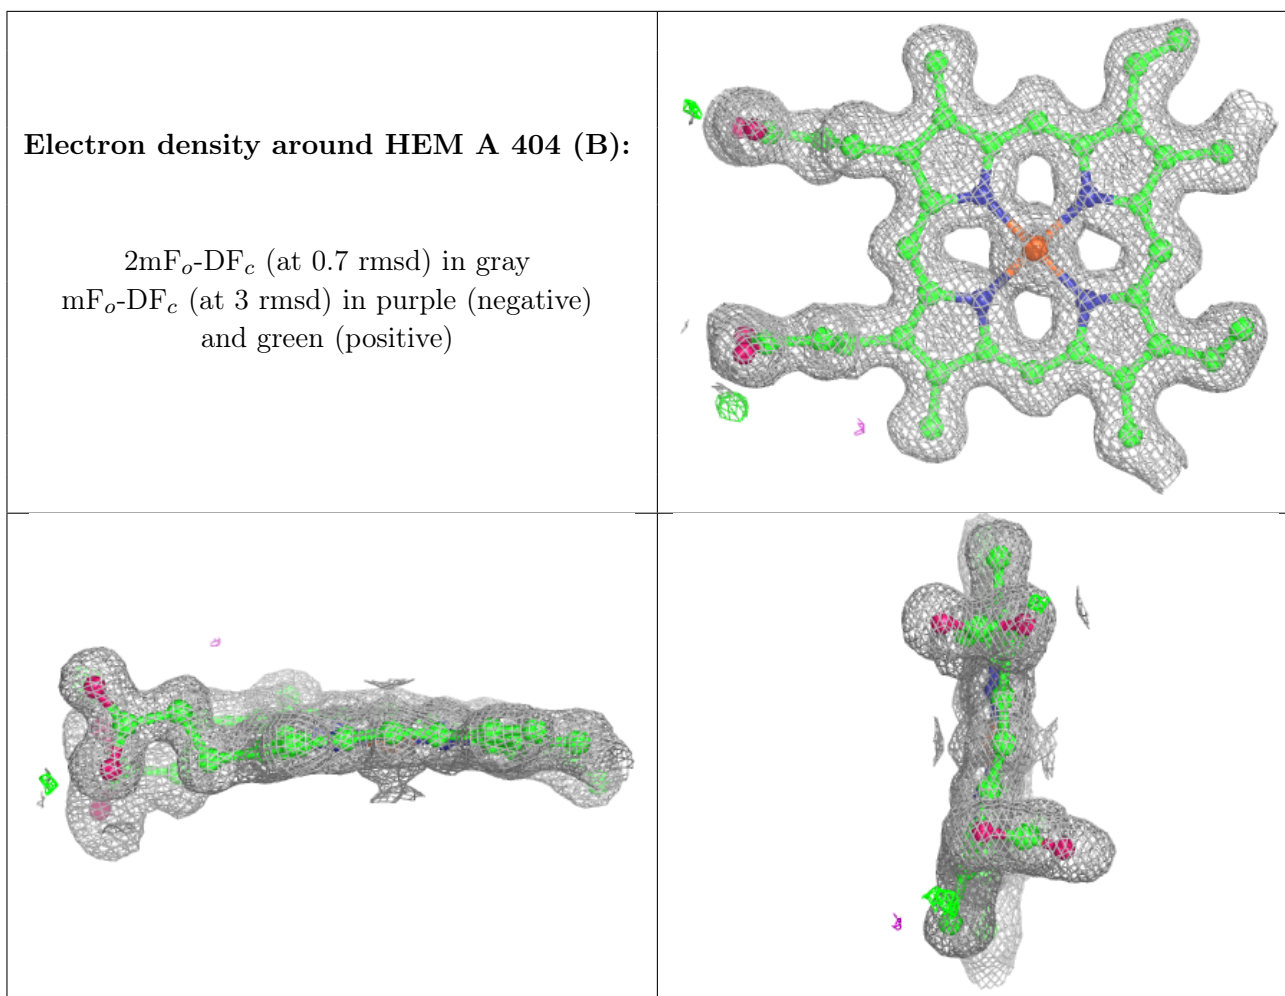 Electron density around HEM A 404 (B):
2mFₒ-DF𝑐 (at 0.7 rmsd) in gray
mFₒ-DF𝑐 (at 3 rmsd) in purple (negative)
and green (positive)